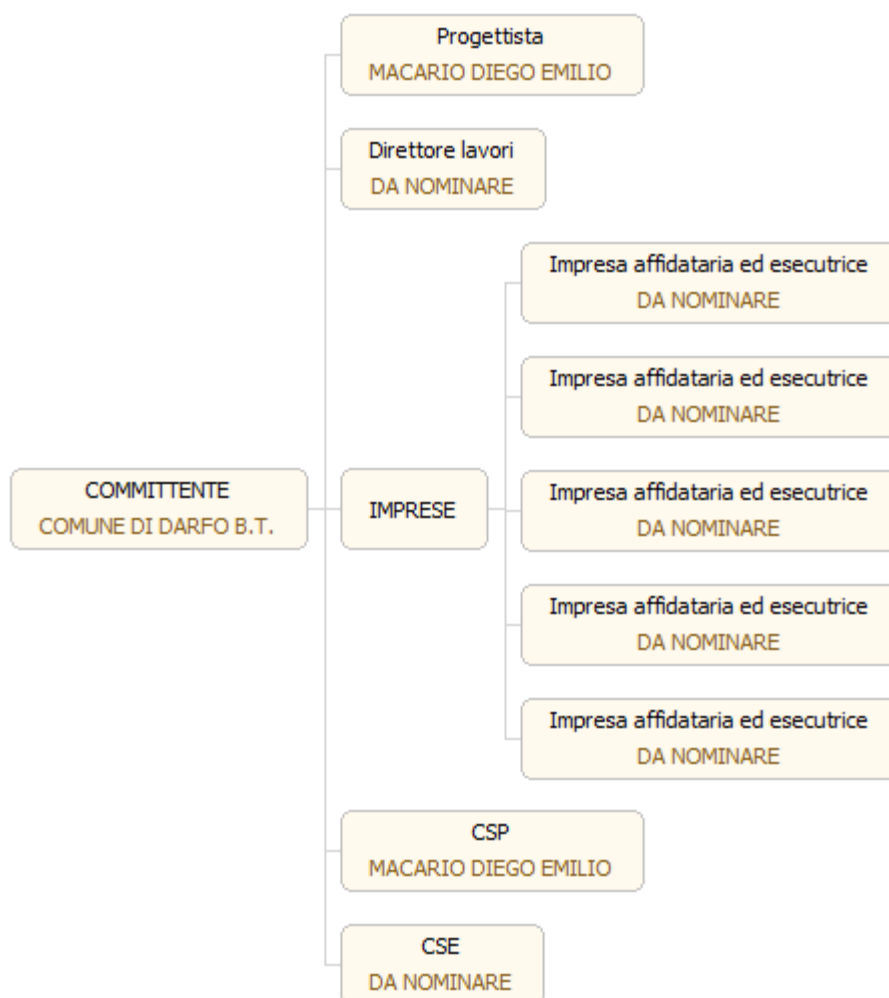 Progettista
MACARIO DIEGO EMILIO
Direttore lavori
DA NOMINARE
Impresa affidataria ed esecutrice
DA NOMINARE
Impresa affidataria ed esecutrice
DA NOMINARE
COMMITTENTE
COMUNE DI DARFO B.T.
IMPRESE
Impresa affidataria ed esecutrice
DA NOMINARE
Impresa affidataria ed esecutrice
DA NOMINARE
Impresa affidataria ed esecutrice
DA NOMINARE
CSP
MACARIO DIEGO EMILIO
CSE
DA NOMINARE